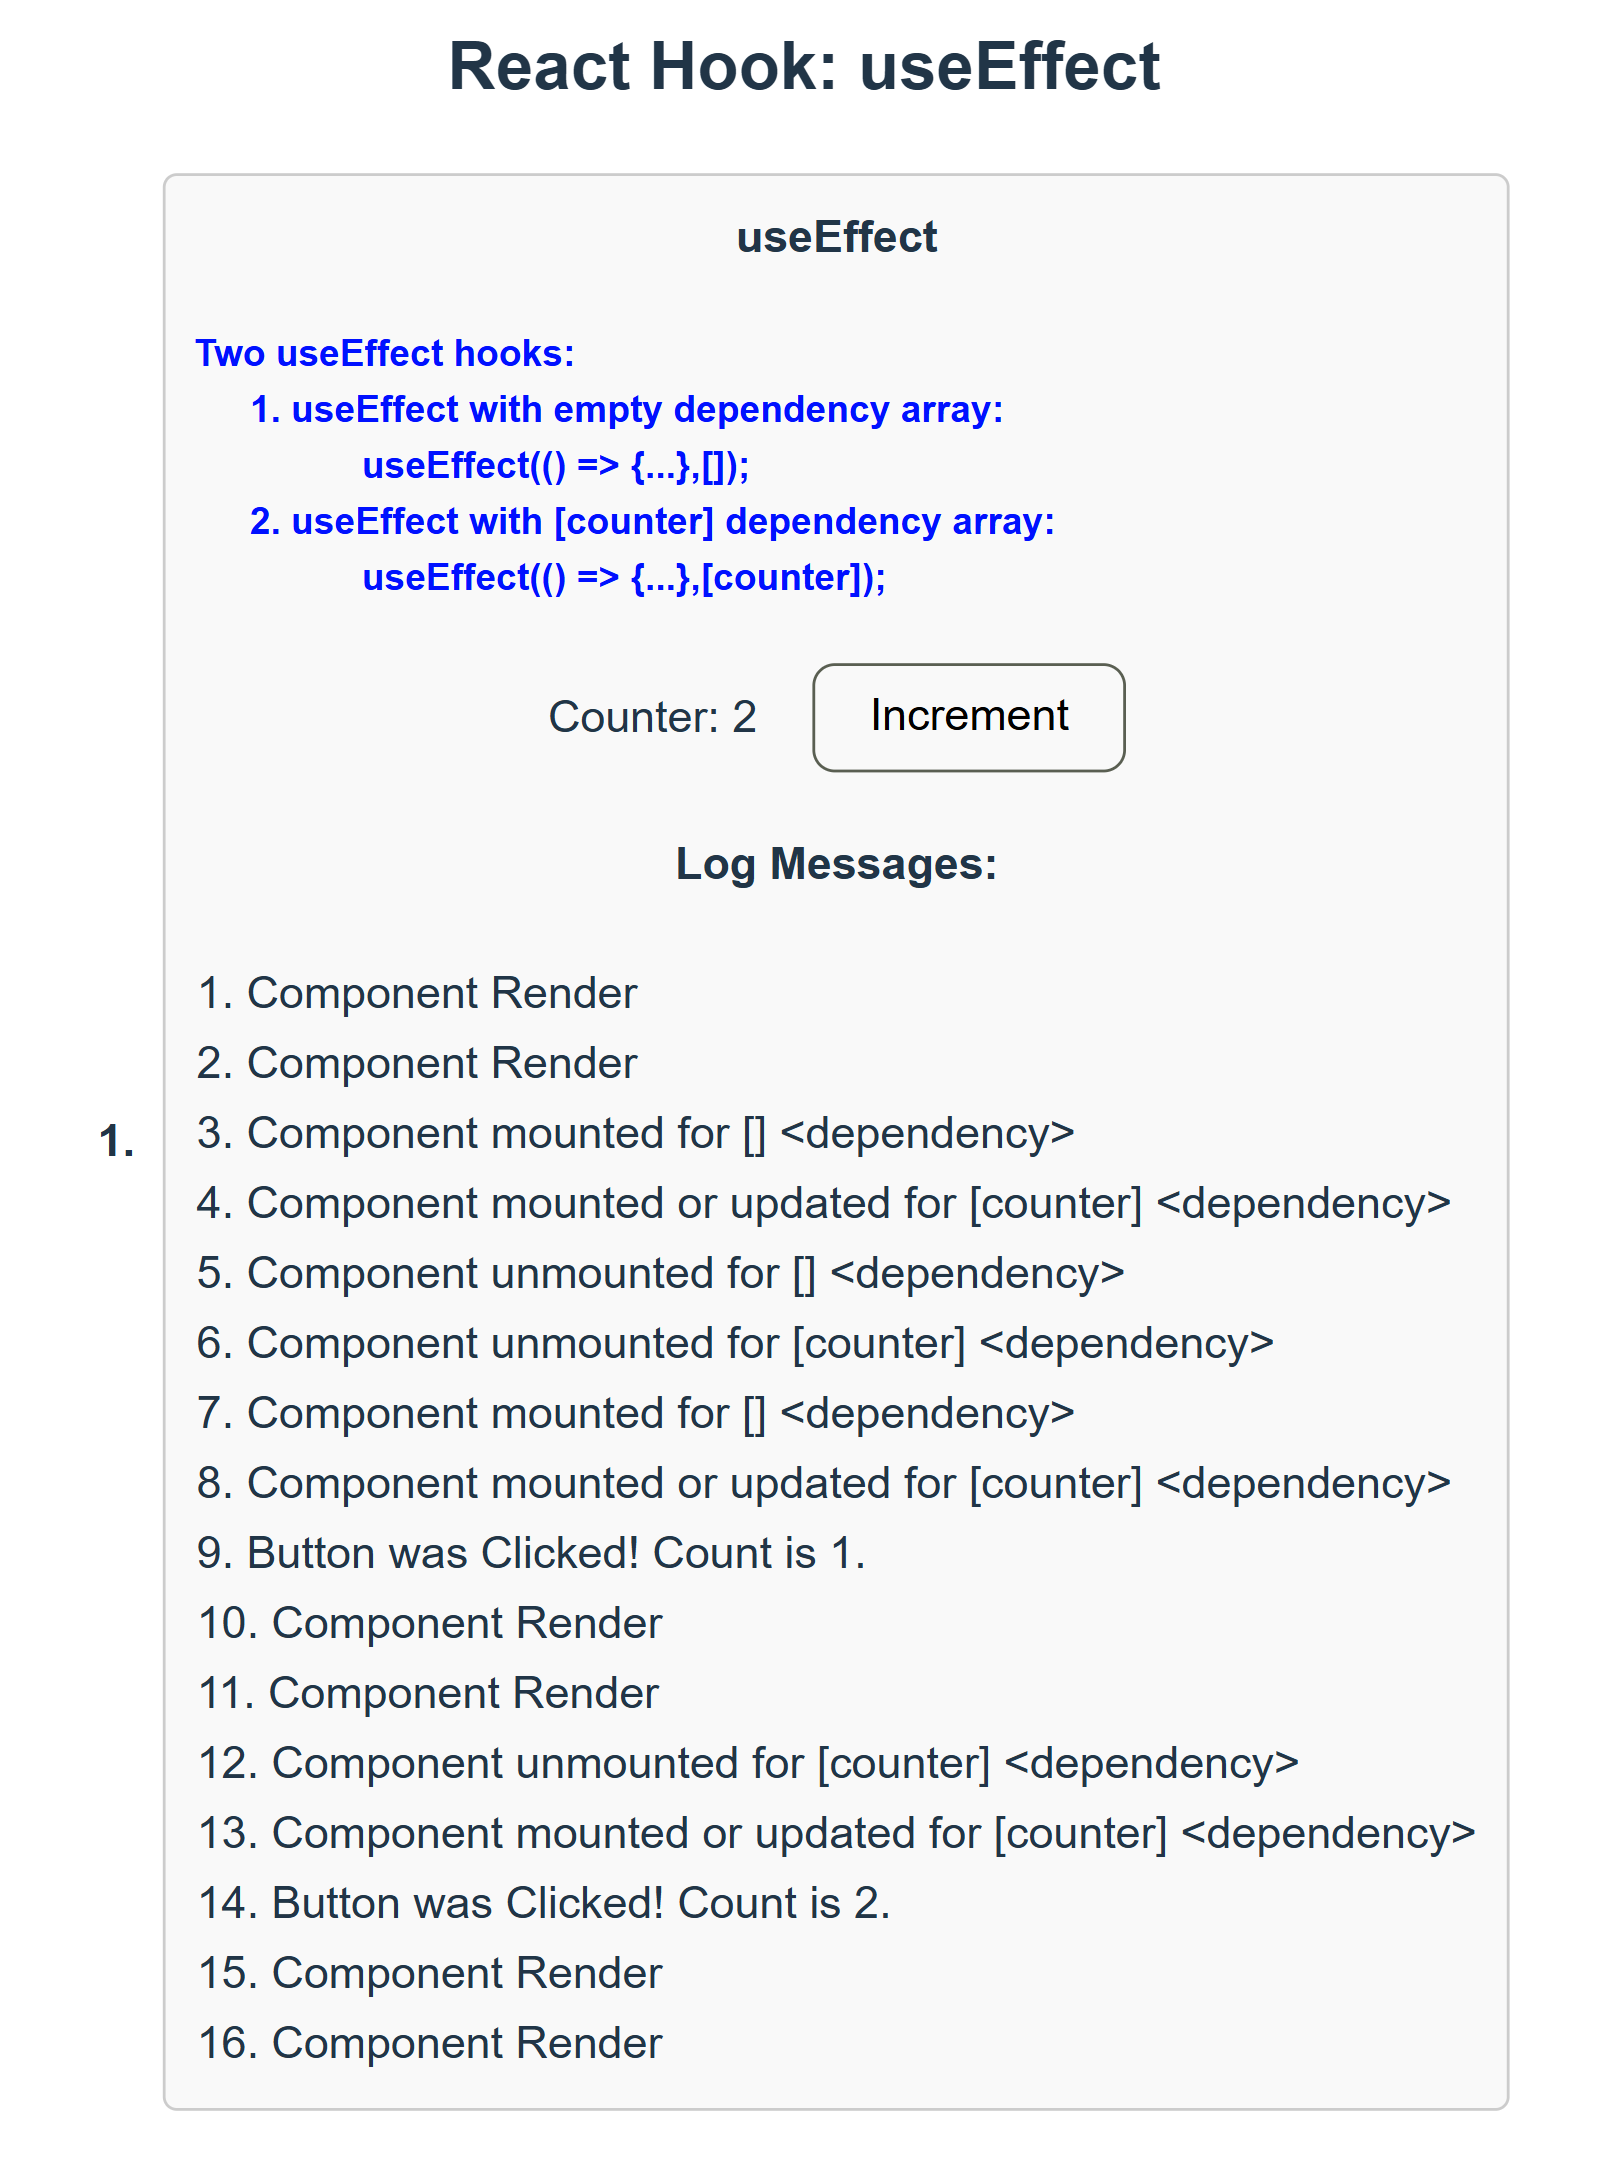 React Hook: useEffect
useEffect
Two useEffect hooks:
1. useEffect with empty dependency array:
useEffect(() => {...},[]);
2. useEffect with [counter] dependency array:
useEffect(() => {...},[counter]);
Counter: 2 Increment
Log Messages:
1. Component Render
2. Component Render
1.
3. Component mounted for [] <dependency>
4. Component mounted or updated for [counter] <dependency>
5. Component unmounted for [] <dependency>
6. Component unmounted for [counter] <dependency>
7. Component mounted for [] <dependency>
8. Component mounted or updated for [counter] <dependency>
9. Button was Clicked! Count is 1.
10. Component Render
11. Component Render
12. Component unmounted for [counter] <dependency>
13. Component mounted or updated for [counter] <dependency>
14. Button was Clicked! Count is 2.
15. Component Render
16. Component Render